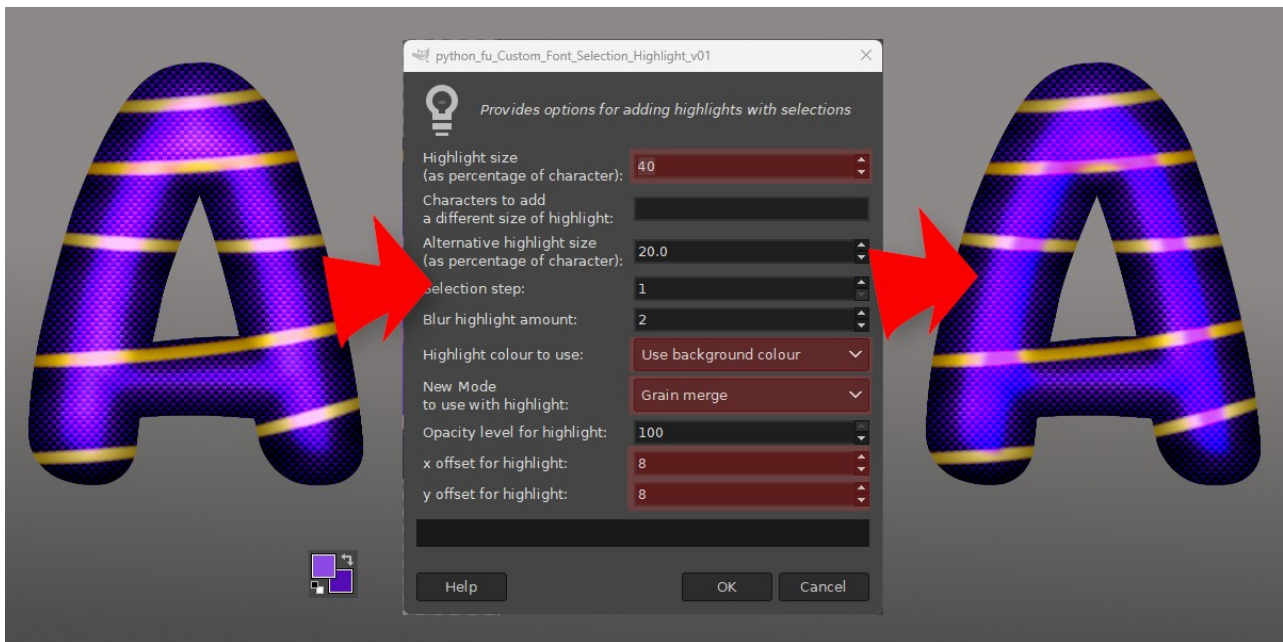 python_fu_Custom_Font_Selection_Highlight_v01
Provides options for adding highlights with selections
Highlight size
(as percentage of character):
40
Characters to add
a different size of highlight:
Alternative highlight size
(as percentage of character):
20.0
Selection step:
1
Blur highlight amount:
2
Highlight colour to use:
Use background colour
New Mode
to use with highlight:
Grain merge
Opacity level for highlight:
100
x offset for highlight:
8
y offset for highlight:
8
Help
OK
Cancel
A
A